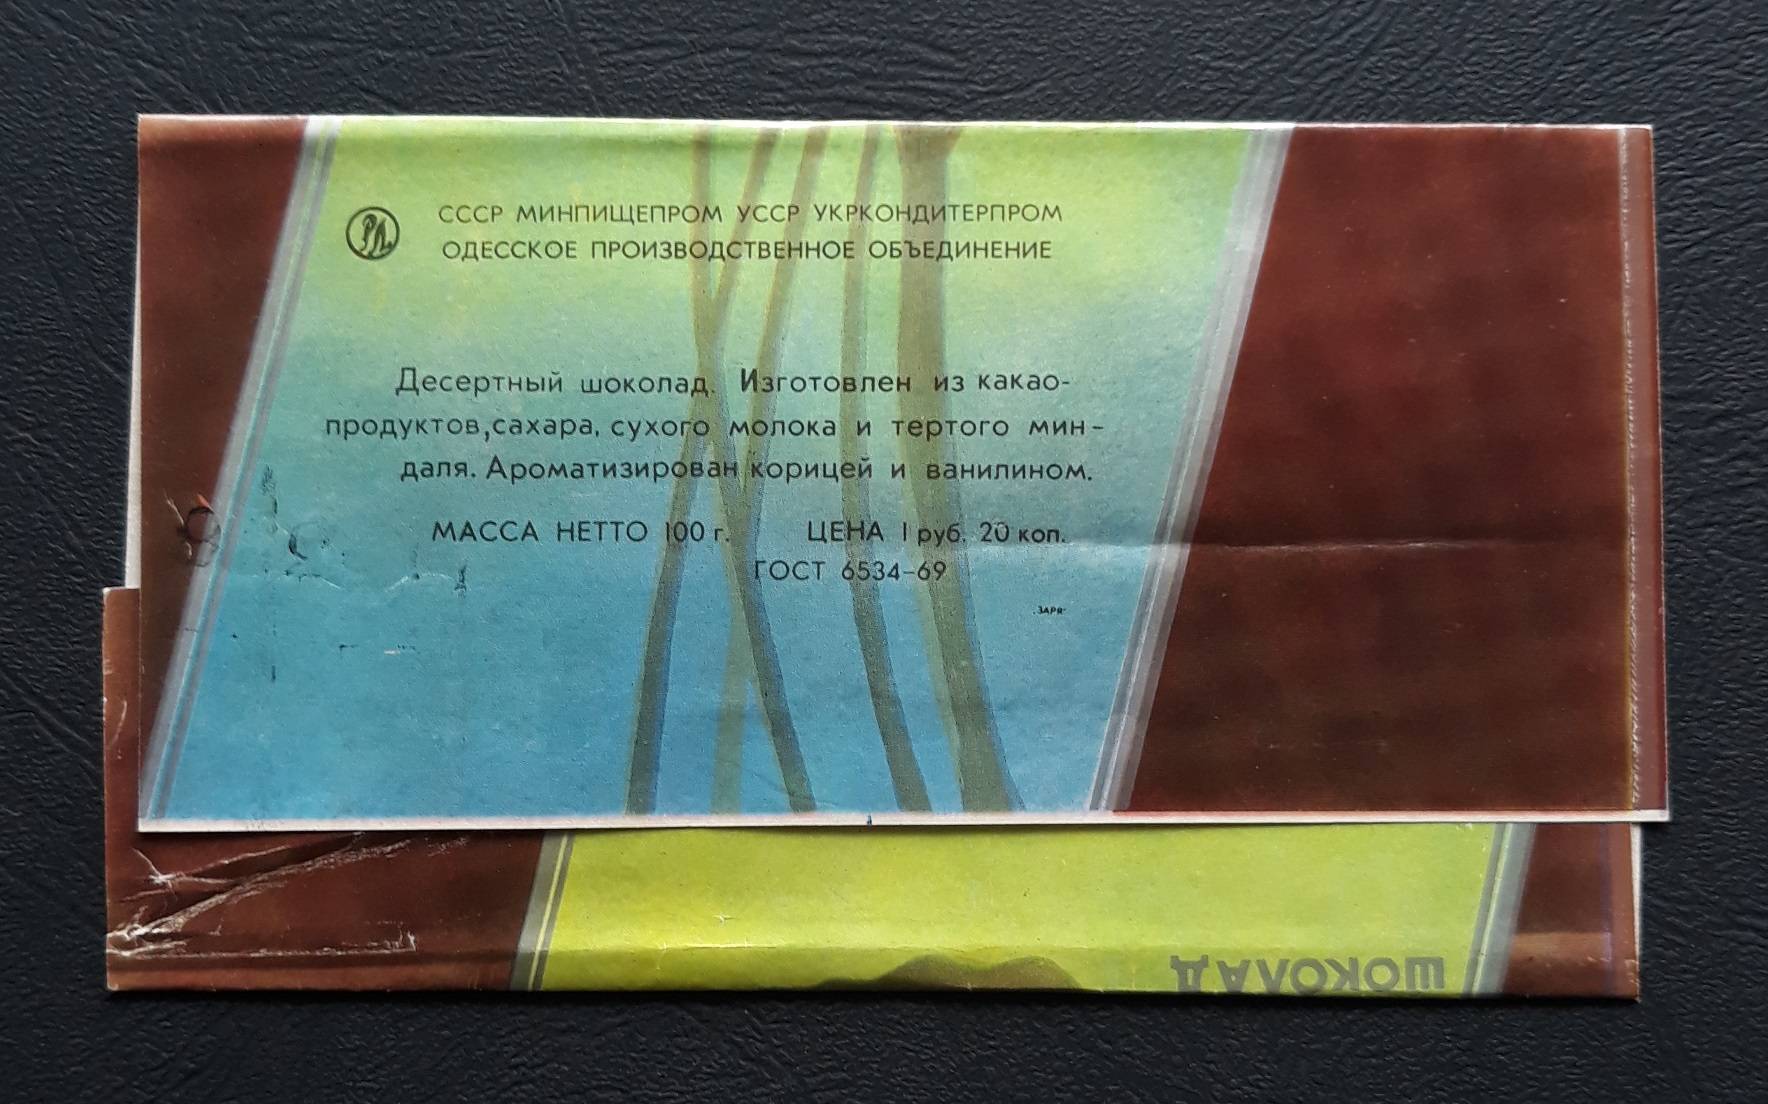 РЛ
СССР МИНПИЩЕПРОМ УССР УКРКОНДИТЕРПРОМ
ОДЕССКОЕ ПРОИЗВОДСТВЕННОЕ ОБЪЕДИНЕНИЕ
Десертный шоколад. Изготовлен из какао-
продуктов,сахара, сухого молока и тертого мин-
даля. Ароматизирован корицей и ванилином.
МАССА НЕТТО 100 г. ЦЕНА 1 руб. 20 коп.
ГОСТ 6534-69
ШОКОЛАД